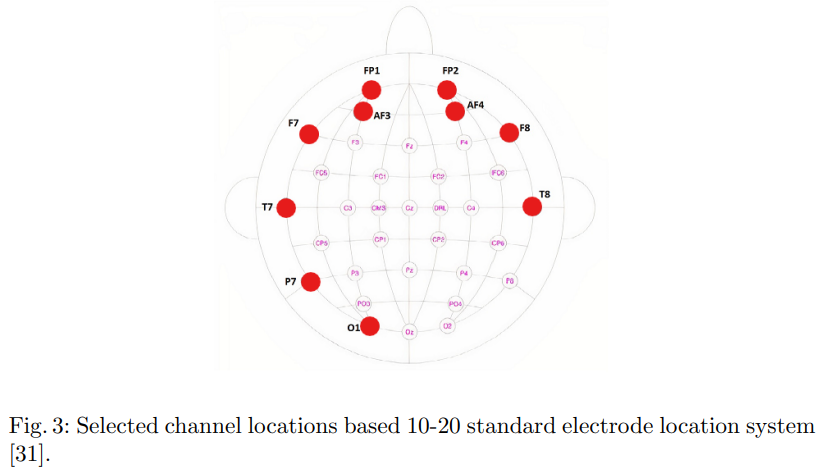 FP1 FP2
AF3 AF4
F7 F8
F3 Fz F4
FC5 FC1 FC2 FC6
T7 C3 CMS Cz DRL C4 T8
CP5 CP1 CP2 CP6
P7 P3 Pz P4
PO3 PO4
O1 Oz O2
Fig. 3: Selected channel locations based 10-20 standard electrode location system
[31].